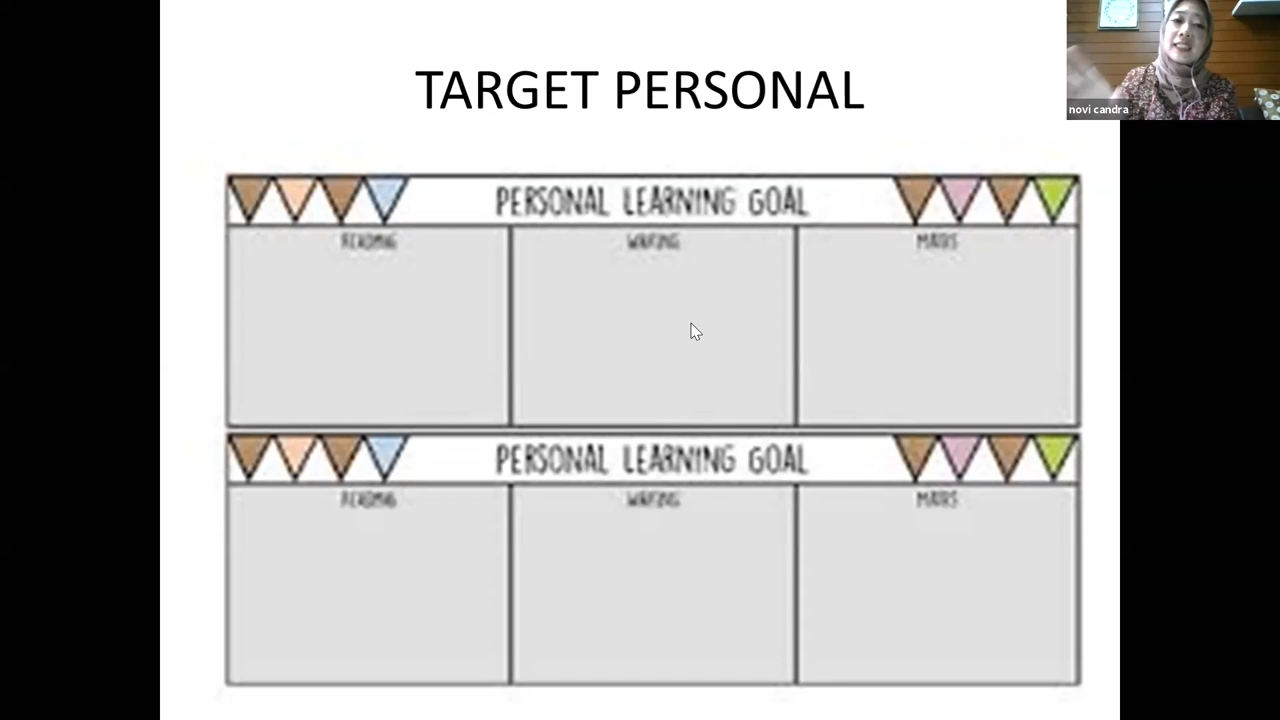 TARGET PERSONAL
novi candra
PERSONAL LEARNING GOAL
READING
WRITING
MATHS
PERSONAL LEARNING GOAL
READING
WRITING
MATHS